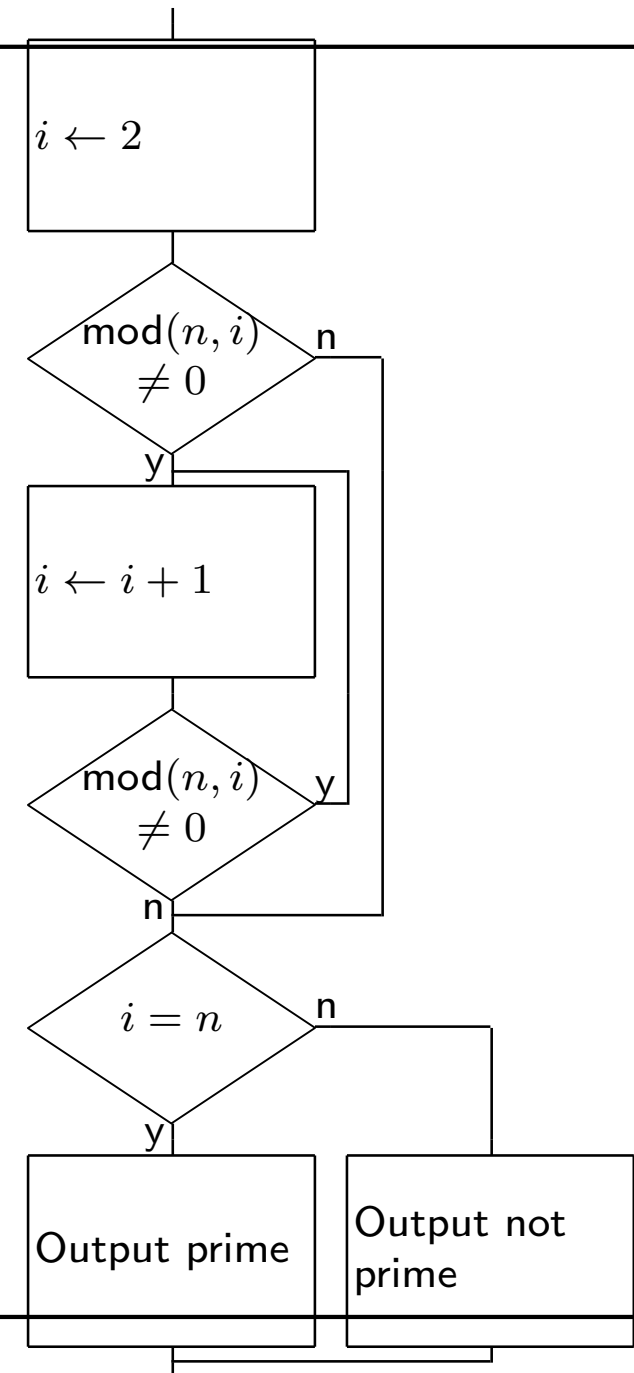 i ← 2
mod(n, i)
≠ 0
n
y
i ← i + 1
mod(n, i)
≠ 0
y
n
i = n
n
y
Output prime
Output not
prime